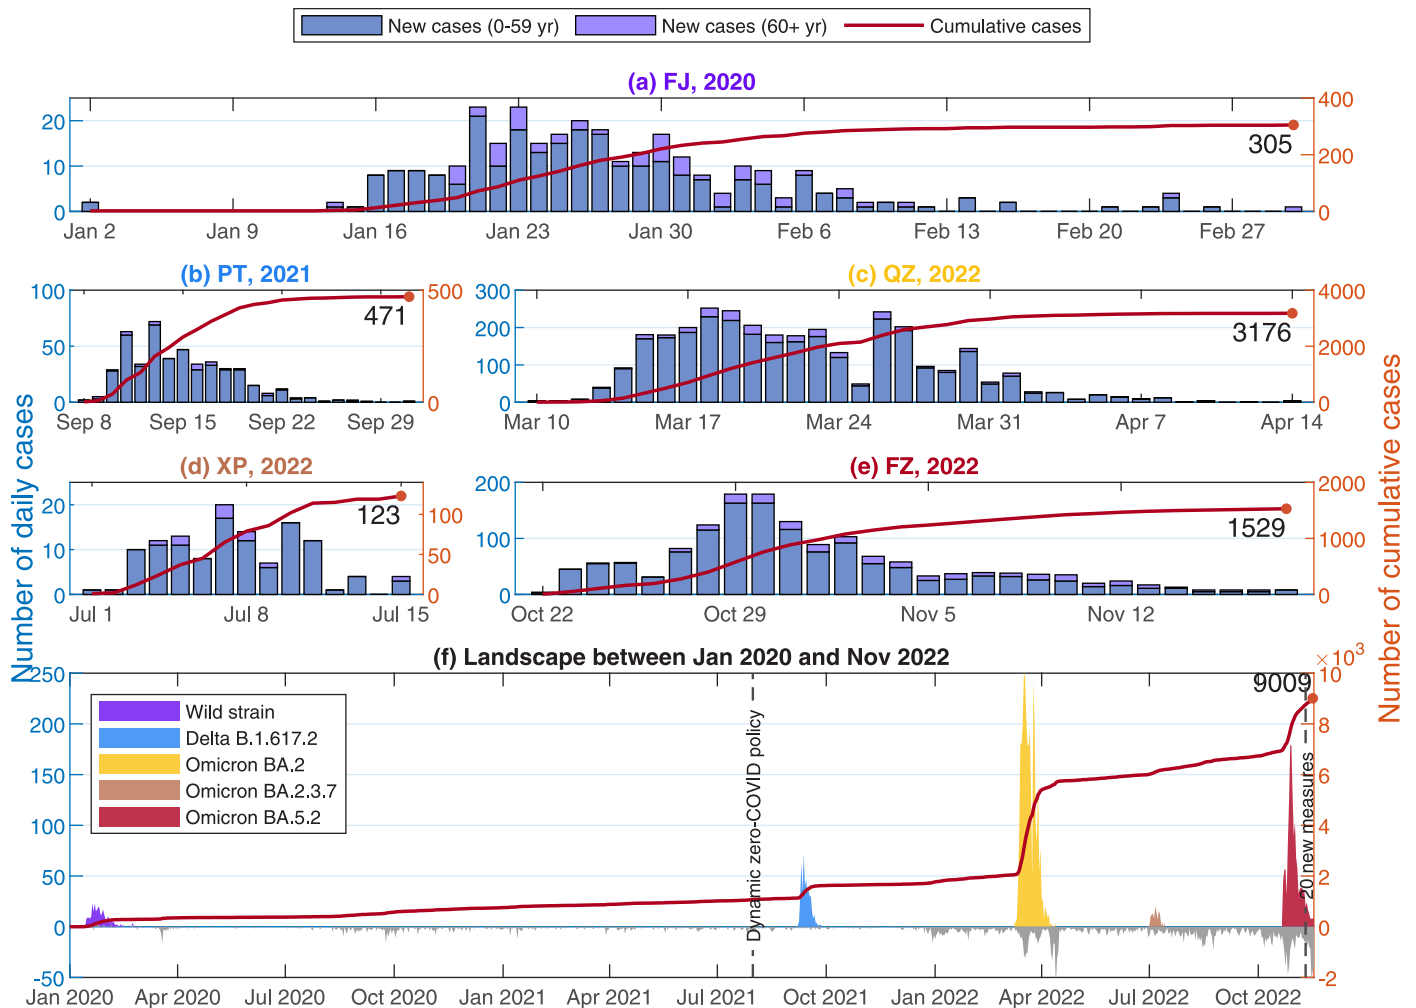 New cases (0-59 yr) New cases (60+ yr) Cumulative cases
(a) FJ, 2020
20
10
0
400
200
0
305
Jan 2 Jan 9 Jan 16 Jan 23 Jan 30 Feb 6 Feb 13 Feb 20 Feb 27
(b) PT, 2021
100
50
0
500
0
471
Sep 8 Sep 15 Sep 22 Sep 29
(c) QZ, 2022
300
200
100
0
4000
2000
0
3176
Mar 10 Mar 17 Mar 24 Mar 31 Apr 7 Apr 14
(d) XP, 2022
20
10
0
100
50
0
123
Jul 1 Jul 8 Jul 15
(e) FZ, 2022
200
100
0
2000
1000
0
1529
Oct 22 Oct 29 Nov 5 Nov 12
Number of daily cases
Number of cumulative cases
(f) Landscape between Jan 2020 and Nov 2022
250
200
150
100
50
0
-50
×10³
10
8
6
4
2
0
-2
9009
Wild strain
Delta B.1.617.2
Omicron BA.2
Omicron BA.2.3.7
Omicron BA.5.2
Dynamic zero-COVID policy
20 new measures
Jan 2020 Apr 2020 Jul 2020 Oct 2020 Jan 2021 Apr 2021 Jul 2021 Oct 2021 Jan 2022 Apr 2022 Jul 2022 Oct 2022